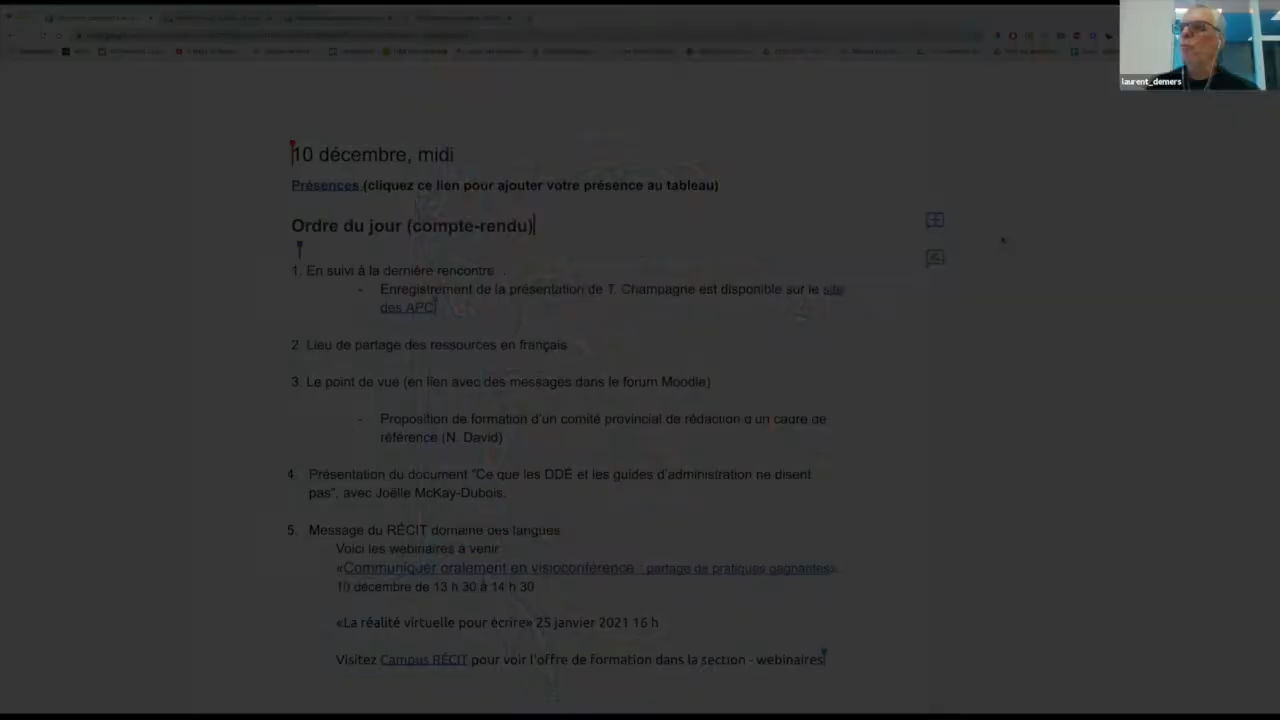 laurent_demers
10 décembre, midi
Présences (cliquez ce lien pour ajouter votre présence au tableau)
Ordre du jour (compte-rendu)
1. En suivi à la dernière rencontre
- Enregistrement de la présentation de T. Champagne est disponible sur le site
des APC
2. Lieu de partage des ressources en français
3. Le point de vue (en lien avec des messages dans le forum Moodle)
- Proposition de formation d'un comité provincial de rédaction d'un cadre de
référence (N. David)
4. Présentation du document "Ce que les DDÉ et les guides d'administration ne disent
pas", avec Joëlle McKay-Dubois.
5. Message du RÉCIT domaine des langues
Voici les webinaires à venir
«Communiquer oralement en visioconférence : partage de pratiques gagnantes»
10 décembre de 13 h 30 à 14 h 30
«La réalité virtuelle pour écrire» 25 janvier 2021 16 h
Visitez Campus RÉCIT pour voir l'offre de formation dans la section - webinaires